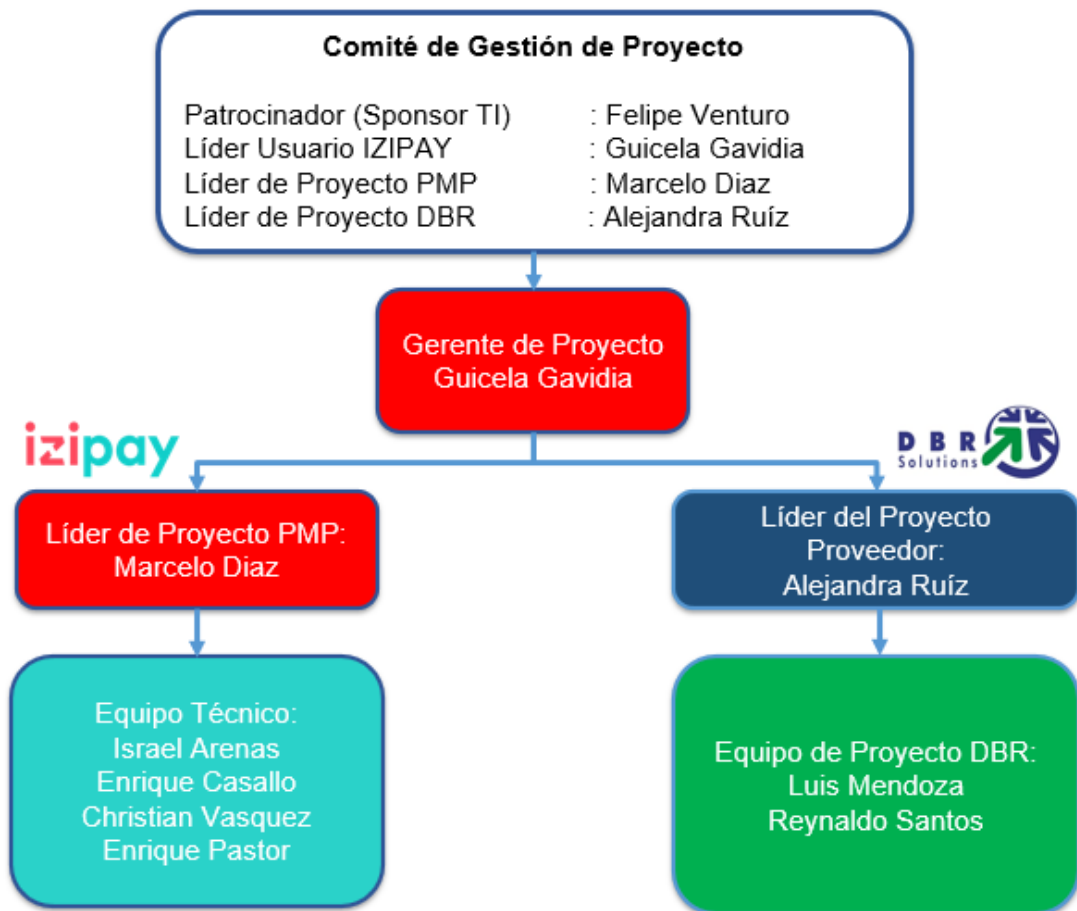 Comité de Gestión de Proyecto
Patrocinador (Sponsor TI) : Felipe Venturo
Líder Usuario IZIPAY : Guicela Gavidia
Líder de Proyecto PMP : Marcelo Diaz
Líder de Proyecto DBR : Alejandra Ruíz
Gerente de Proyecto
Guicela Gavidia
izipay
DBR
Solutions
Líder de Proyecto PMP:
Marcelo Diaz
Líder del Proyecto
Proveedor:
Alejandra Ruíz
Equipo Técnico:
Israel Arenas
Enrique Casallo
Christian Vasquez
Enrique Pastor
Equipo de Proyecto DBR:
Luis Mendoza
Reynaldo Santos